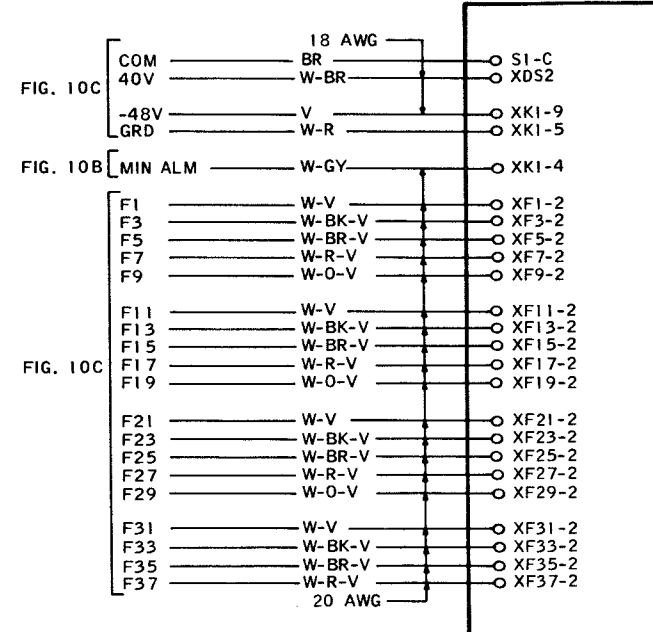 18 AWG
FIG. 10C
COM BR S1-C
40V W-BR XDS2
-48V V XK1-9
GRD W-R XK1-5
FIG. 10B MIN ALM W-GY XK1-4
FIG. 10C
F1 W-V XF1-2
F3 W-BK-V XF3-2
F5 W-BR-V XF5-2
F7 W-R-V XF7-2
F9 W-O-V XF9-2
F11 W-V XF11-2
F13 W-BK-V XF13-2
F15 W-BR-V XF15-2
F17 W-R-V XF17-2
F19 W-O-V XF19-2
F21 W-V XF21-2
F23 W-BK-V XF23-2
F25 W-BR-V XF25-2
F27 W-R-V XF27-2
F29 W-O-V XF29-2
F31 W-V XF31-2
F33 W-BK-V XF33-2
F35 W-BR-V XF35-2
F37 W-R-V XF37-2
20 AWG